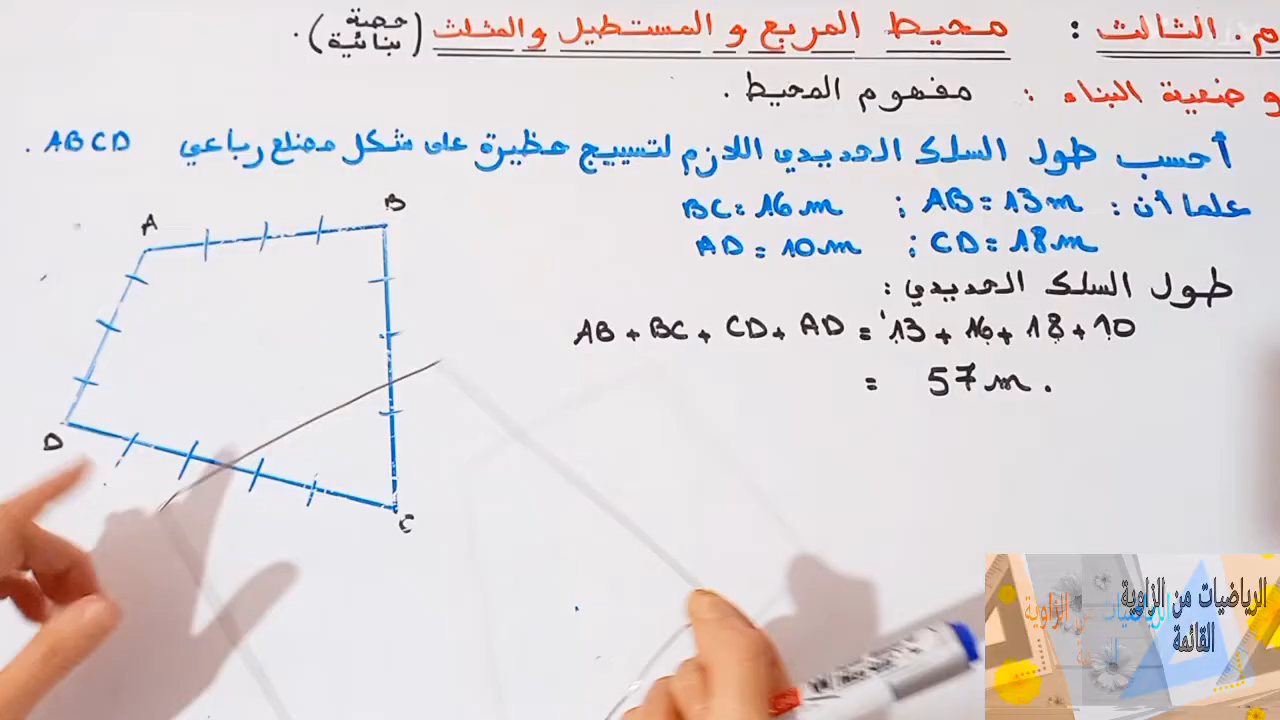 م. الثالث : محيط المربع و المستطيل والمثلث (حصة بنائية).
وضعية البناء : مفهوم المحيط.
أحسب طول السلك الحديدي اللازم لتسييج حظيرة على شكل مضلع رباعي ABCD.
علما أن : AB = 13m ; BC = 16m
CD = 18m ; AD = 10m
طول السلك الحديدي :
AB + BC + CD + AD = 13 + 16 + 18 + 10
= 57m.
A
B
D
C
الرياضيات من الزاوية
القائمة